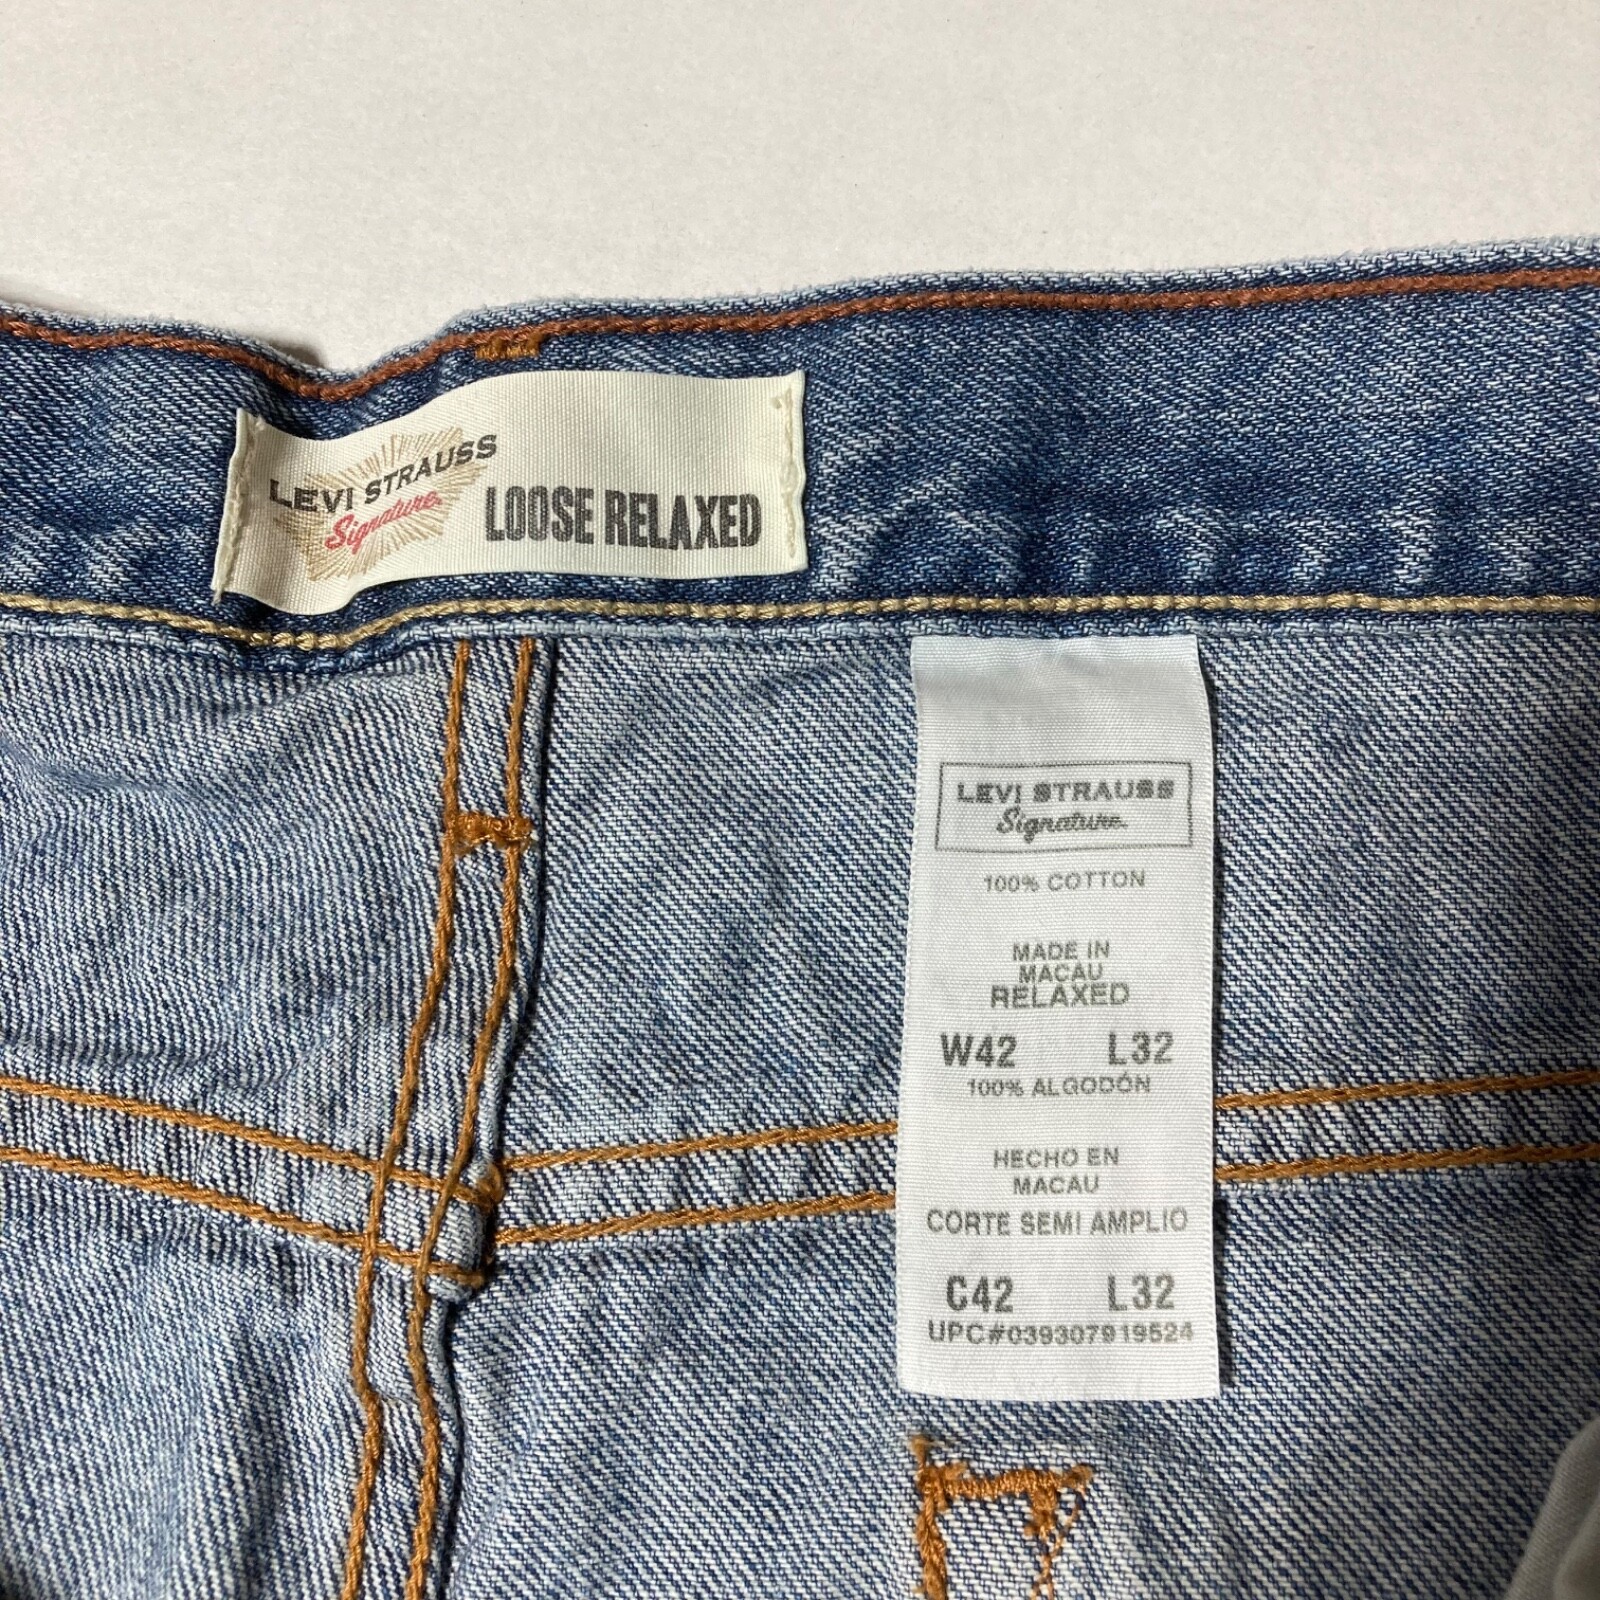 LEVI STRAUSS
Signature
LOOSE RELAXED
LEVI STRAUSS
Signature
100% COTTON
MADE IN
MACAU
RELAXED
W42 L32
100% ALGODÓN
HECHO EN
MACAU
CORTE SEMI AMPLIO
C42 L32
UPC#039307919524